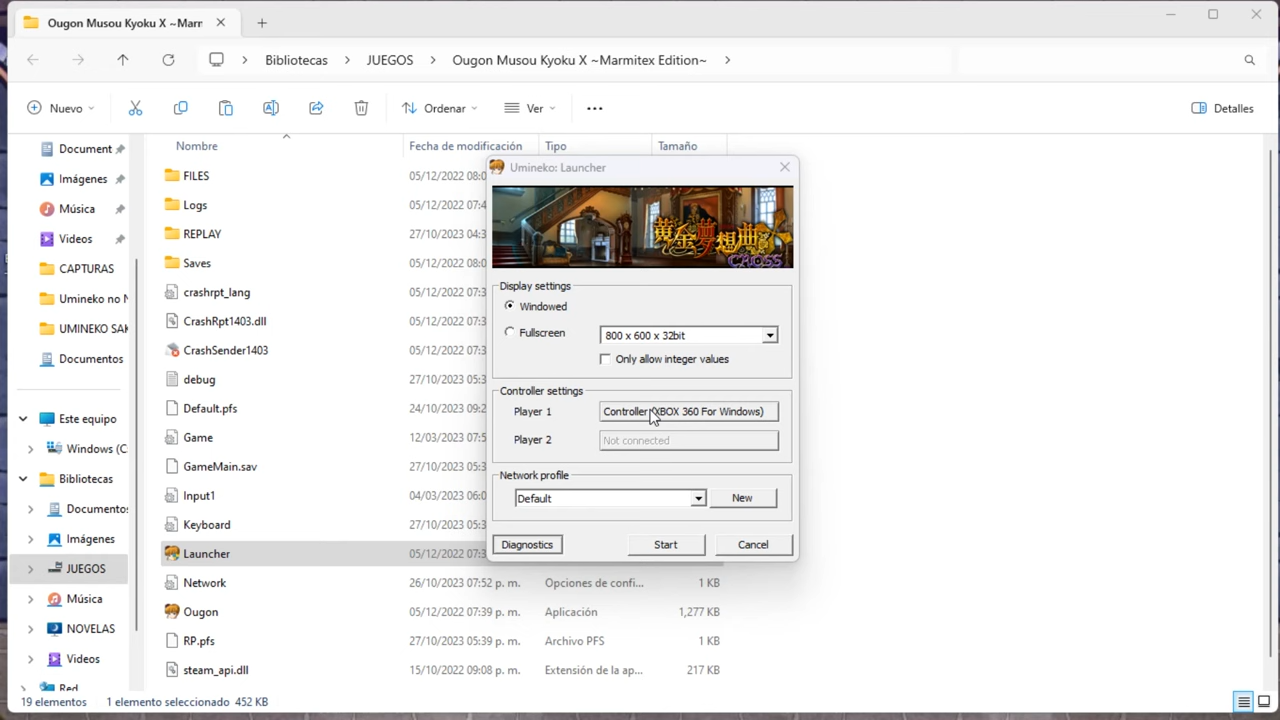 Ougon Musou Kyoku X ~Marr
Bibliotecas > JUEGOS > Ougon Musou Kyoku X ~Marmitex Edition~ >
Nuevo Ordenar Ver ... Detalles
Nombre Fecha de modificación Tipo Tamaño
Document
Imágenes
Música
Videos
CAPTURAS
Umineko no N
UMINEKO SAK
Documentos
Este equipo
Windows (C
Bibliotecas
Documentos
Imágenes
JUEGOS
Música
NOVELAS
Videos
Red
FILES 05/12/2022 08:0
Logs 05/12/2022 07:4
REPLAY 27/10/2023 04:3
Saves 05/12/2022 08:0
crashrpt_lang 05/12/2022 07:3
CrashRpt1403.dll 05/12/2022 07:3
CrashSender1403 05/12/2022 07:3
debug 27/10/2023 05:3
Default.pfs 24/10/2023 09:2
Game 12/03/2023 07:5
GameMain.sav 27/10/2023 05:3
Input1 04/03/2023 06:0
Keyboard 27/10/2023 05:3
Launcher 05/12/2022 07:3
Network 26/10/2023 07:52 p. m. Opciones de confi... 1 KB
Ougon 05/12/2022 07:39 p. m. Aplicación 1,277 KB
RP.pfs 27/10/2023 05:39 p. m. Archivo PFS 1 KB
steam_api.dll 15/10/2022 09:08 p. m. Extensión de la ap... 217 KB
Umineko: Launcher
黄金夢想曲
CROSS
Display settings
Windowed
Fullscreen 800 x 600 x 32bit
Only allow integer values
Controller settings
Player 1 Controller (XBOX 360 For Windows)
Player 2 Not connected
Network profile
Default New
Diagnostics Start Cancel
19 elementos 1 elemento seleccionado 452 KB